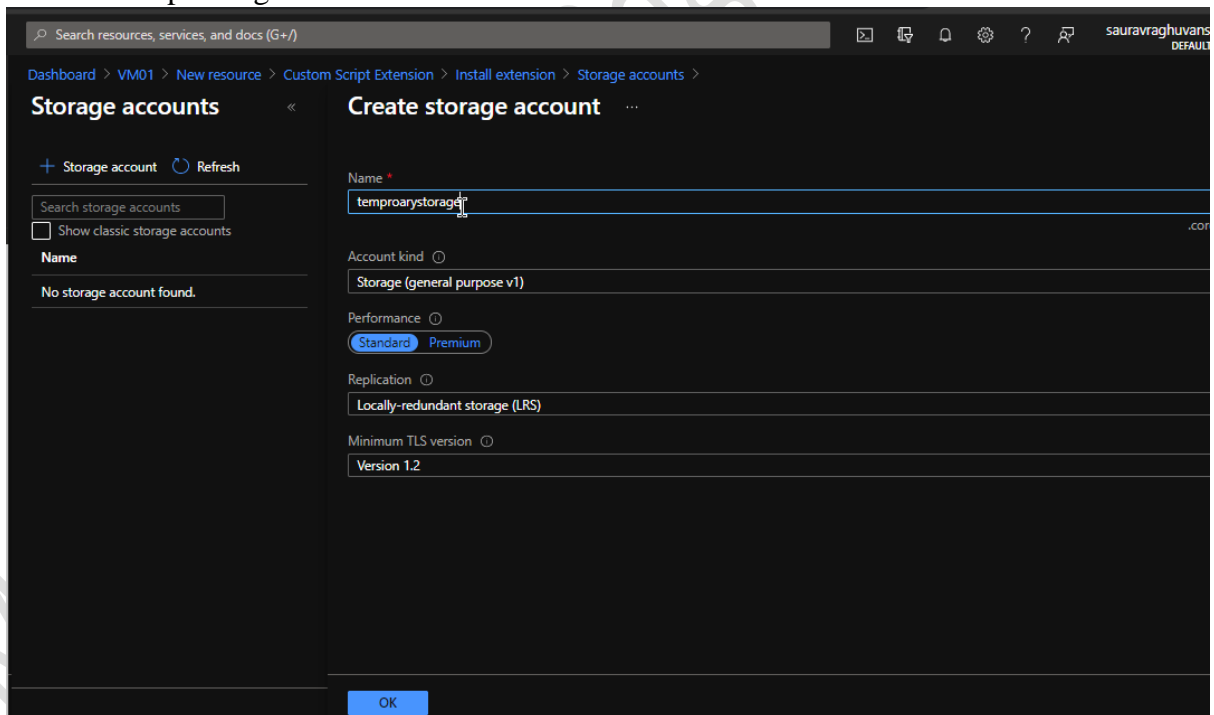 Search resources, services, and docs (G+/)
sauravraghuvans
DEFAULT
Dashboard > VM01 > New resource > Custom Script Extension > Install extension > Storage accounts >
Storage accounts «
Create storage account ...
+ Storage account Refresh
Search storage accounts
Show classic storage accounts
Name
No storage account found.
Name *
temproarystorage
.cor
Account kind
Storage (general purpose v1)
Performance
Standard Premium
Replication
Locally-redundant storage (LRS)
Minimum TLS version
Version 1.2
OK